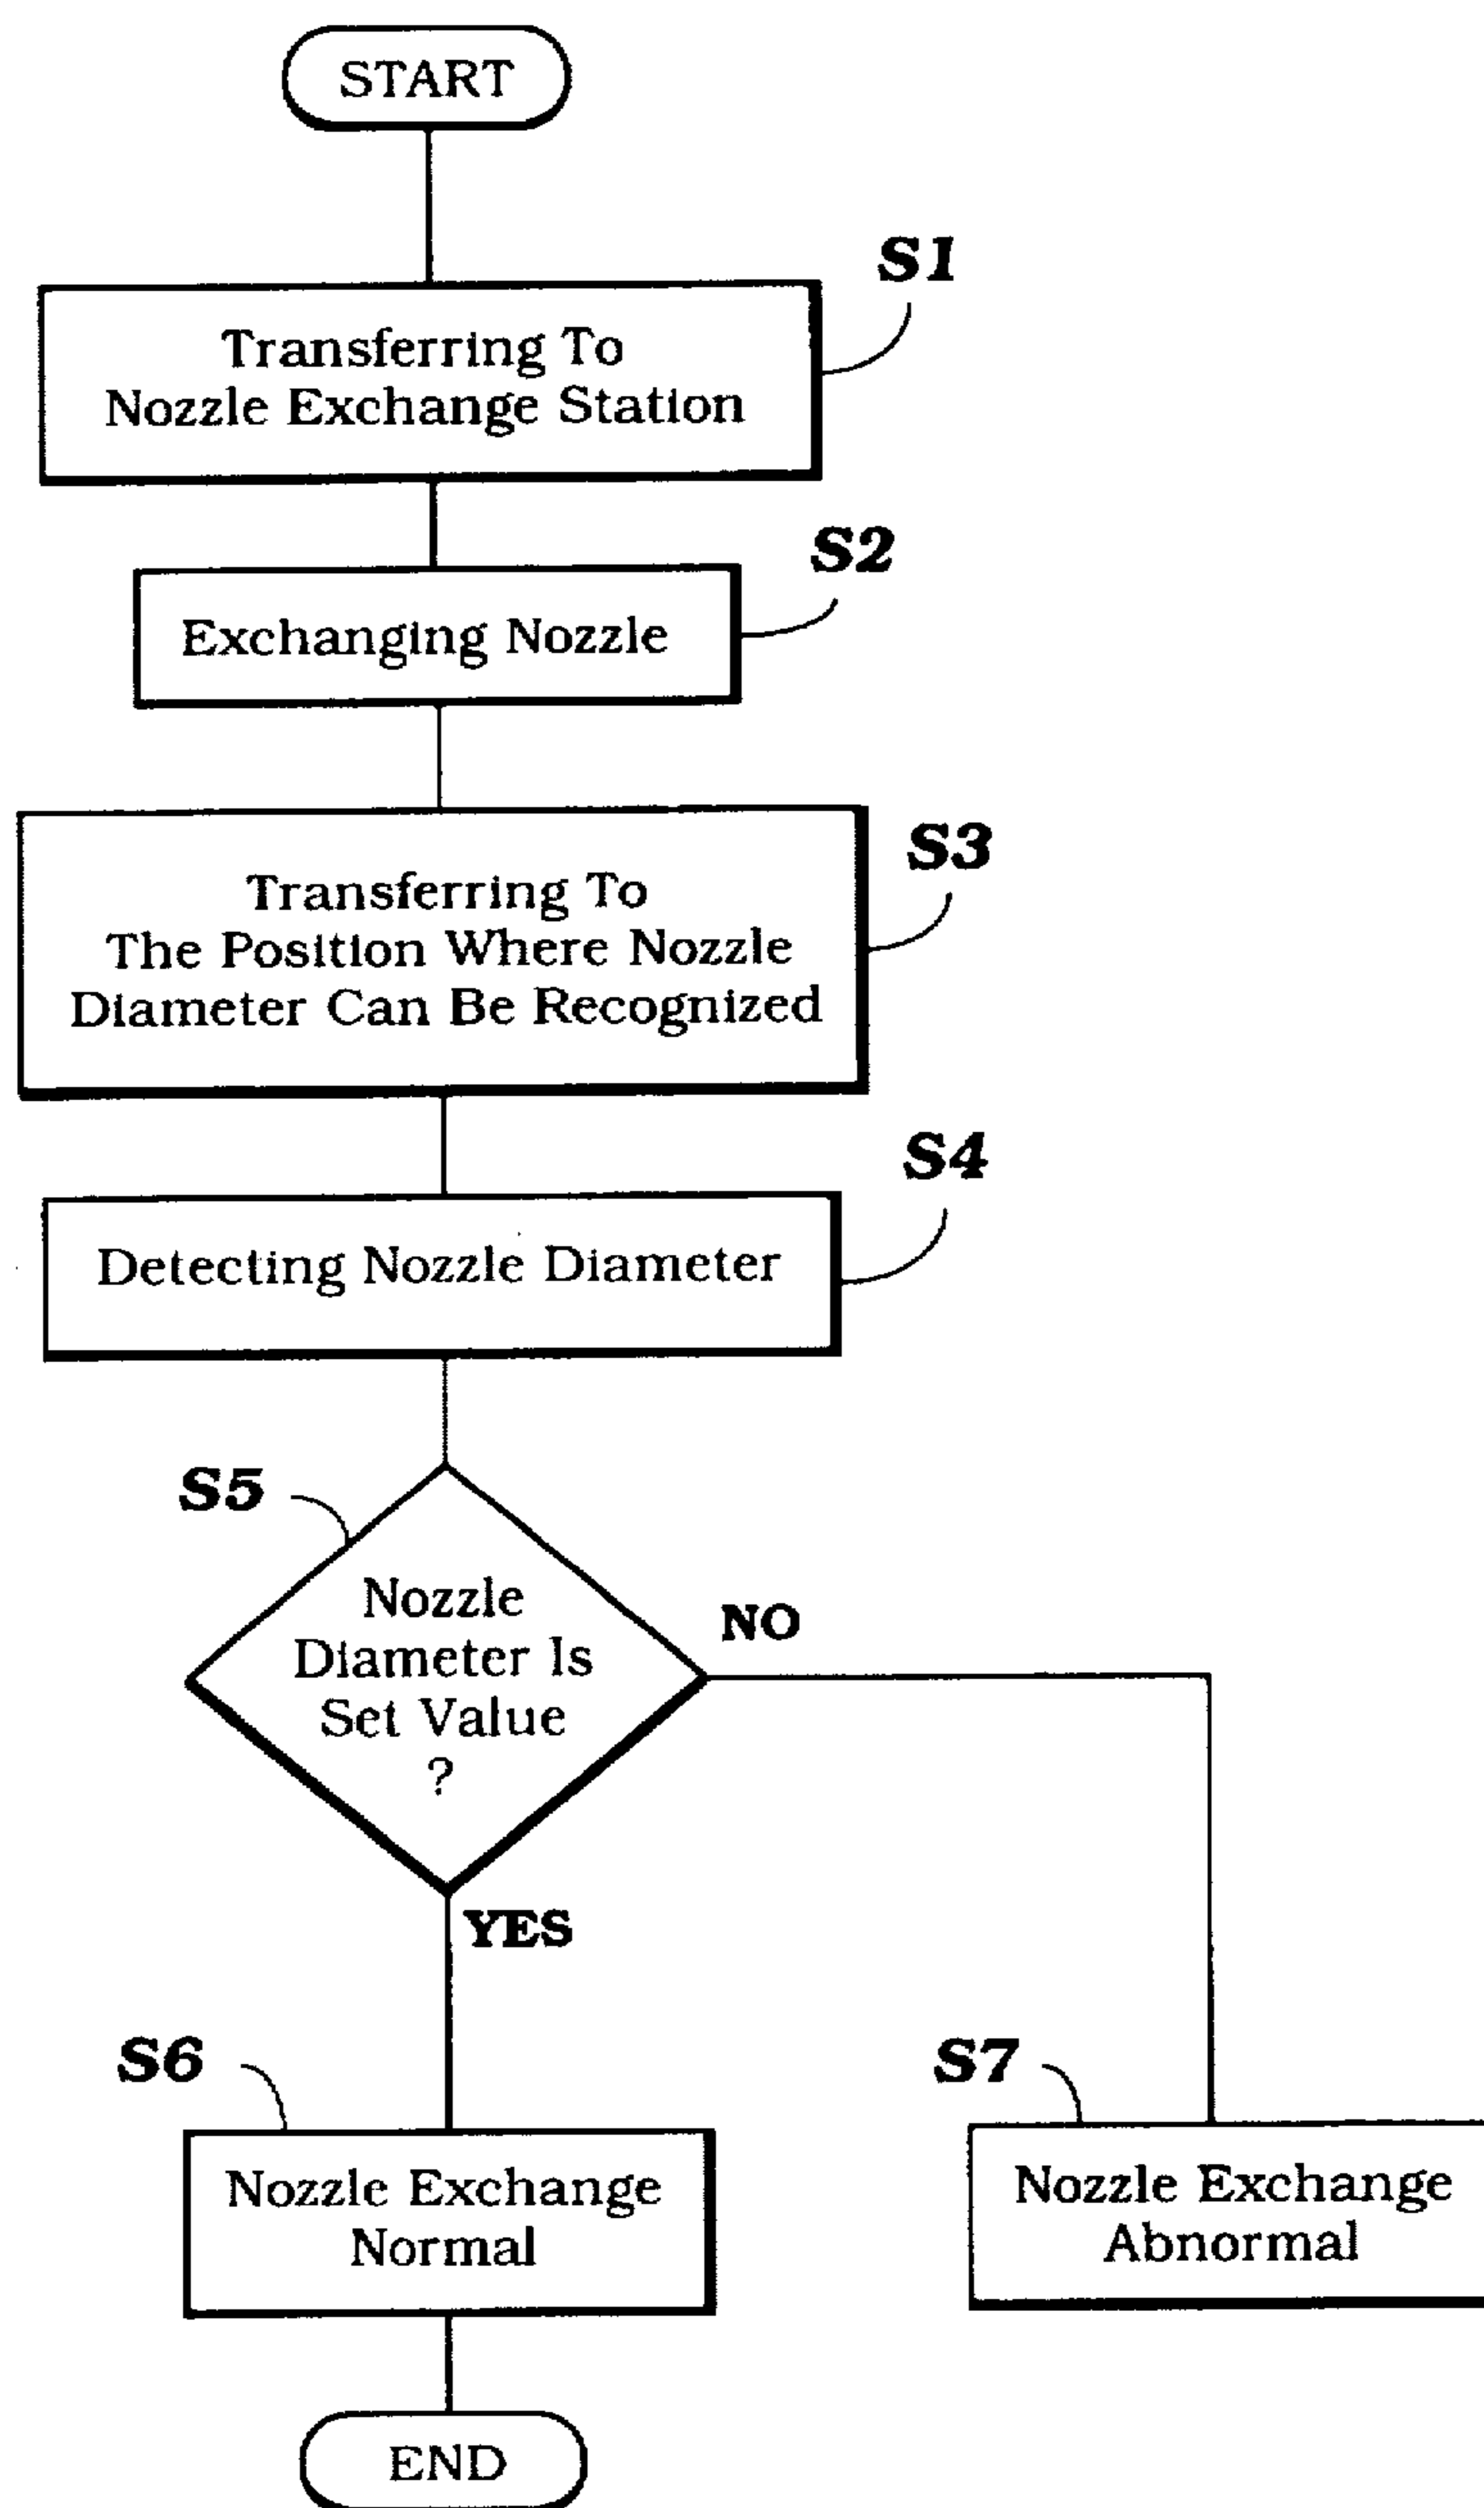 START
S1
Transferring To
Nozzle Exchange Station
S2
Exchanging Nozzle
S3
Transferring To
The Position Where Nozzle
Diameter Can Be Recognized
S4
Detecting Nozzle Diameter
S5
Nozzle
Diameter Is
Set Value
?
NO
YES
S6
Nozzle Exchange
Normal
S7
Nozzle Exchange
Abnormal
END